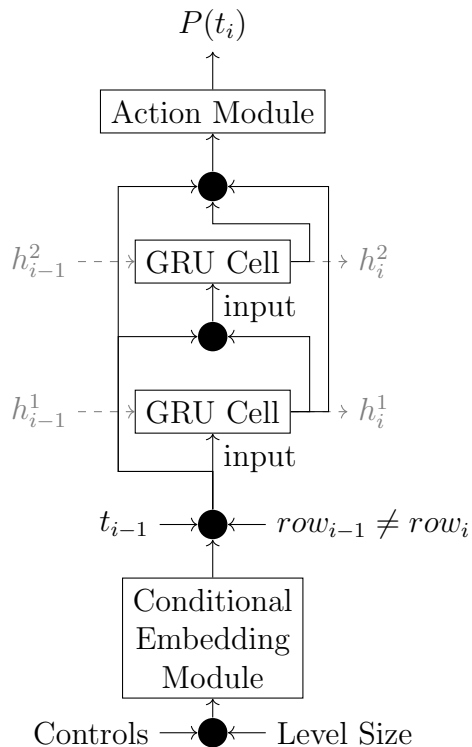 P(t_i)
Action Module
h^2_{i-1} GRU Cell h^2_i
input
h^1_{i-1} GRU Cell h^1_i
input
t_{i-1} row_{i-1} ≠ row_i
Conditional
Embedding
Module
Controls Level Size